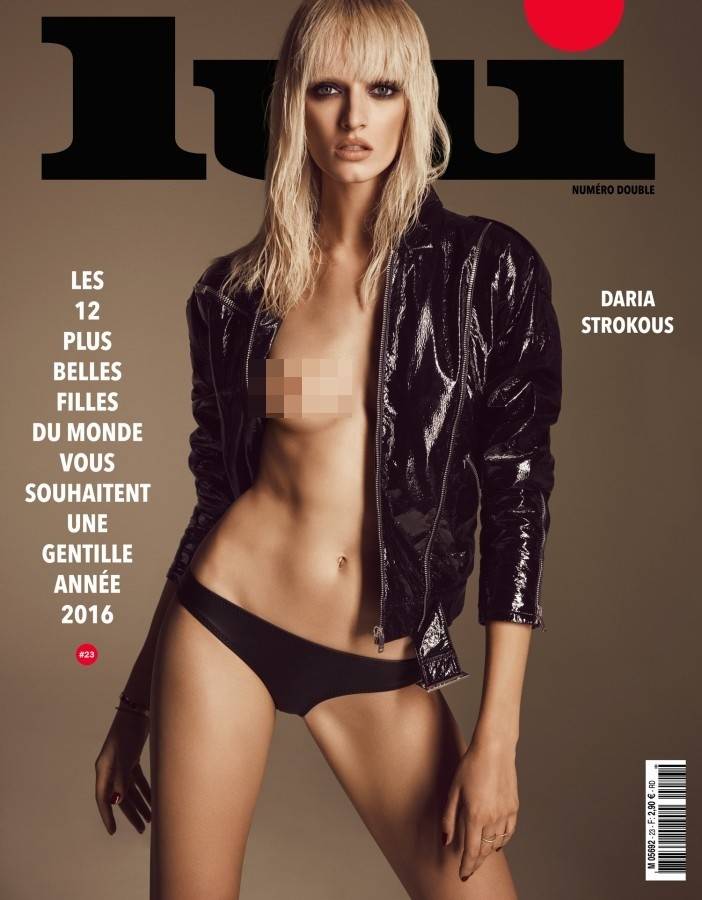 lui
NUMÉRO DOUBLE
LES
12
PLUS
BELLES
FILLES
DU MONDE
VOUS
SOUHAITENT
UNE
GENTILLE
ANNÉE
2016
#23
DARIA
STROKOUS
M 05692 - 23 - F: 2,90 € - RD